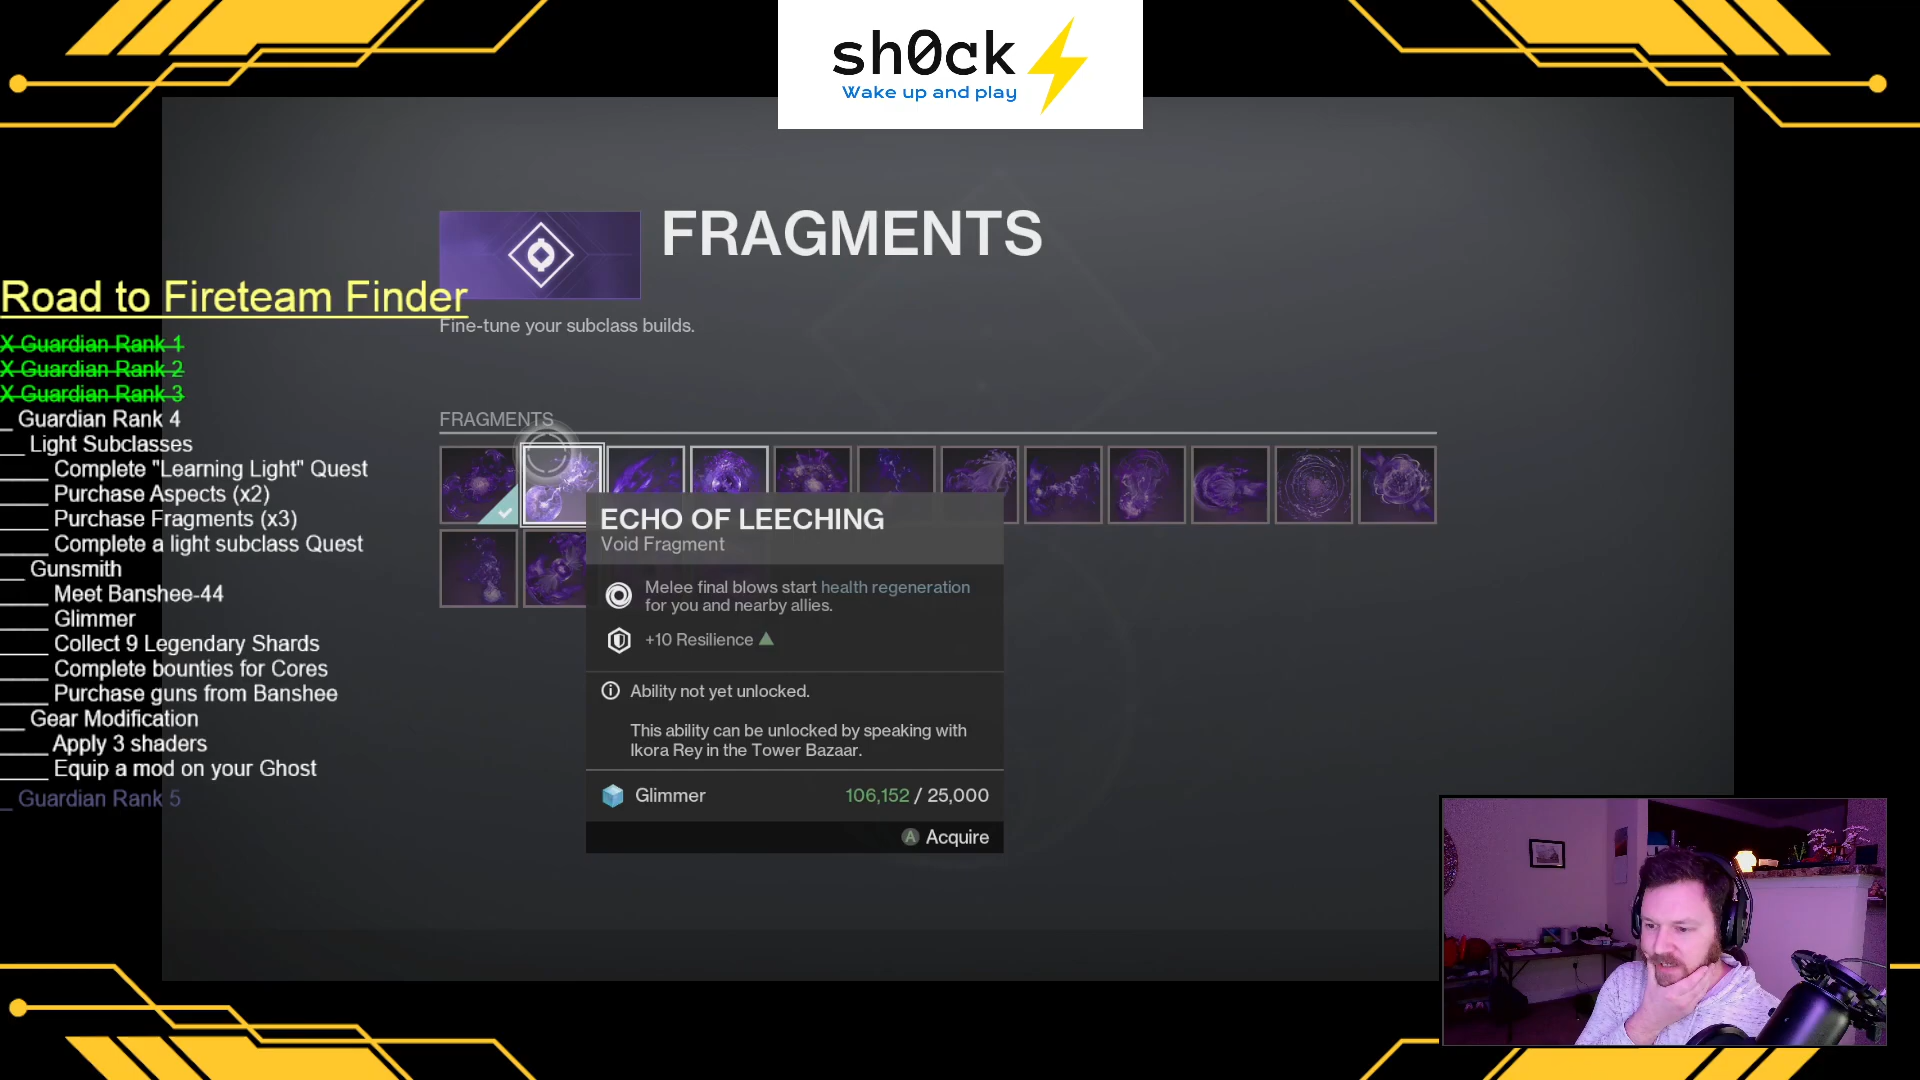 sh0ck
Wake up and play
FRAGMENTS
Fine-tune your subclass builds.
Road to Fireteam Finder
X Guardian Rank 1
X Guardian Rank 2
X Guardian Rank 3
_ Guardian Rank 4
__ Light Subclasses
____ Complete "Learning Light" Quest
____ Purchase Aspects (x2)
____ Purchase Fragments (x3)
____ Complete a light subclass Quest
__ Gunsmith
____ Meet Banshee-44
____ Glimmer
____ Collect 9 Legendary Shards
____ Complete bounties for Cores
____ Purchase guns from Banshee
__ Gear Modification
____ Apply 3 shaders
____ Equip a mod on your Ghost
_ Guardian Rank 5
FRAGMENTS
ECHO OF LEECHING
Void Fragment
Melee final blows start health regeneration
for you and nearby allies.
+10 Resilience
Ability not yet unlocked.
This ability can be unlocked by speaking with
Ikora Rey in the Tower Bazaar.
Glimmer 106,152 / 25,000
A Acquire